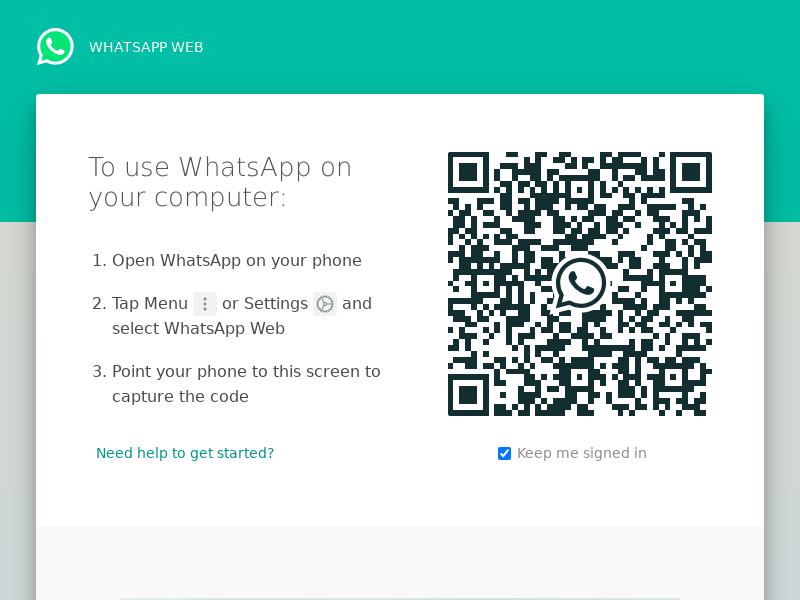 WHATSAPP WEB
To use WhatsApp on
your computer:
1. Open WhatsApp on your phone
2. Tap Menu or Settings and
select WhatsApp Web
3. Point your phone to this screen to
capture the code
Need help to get started?
Keep me signed in